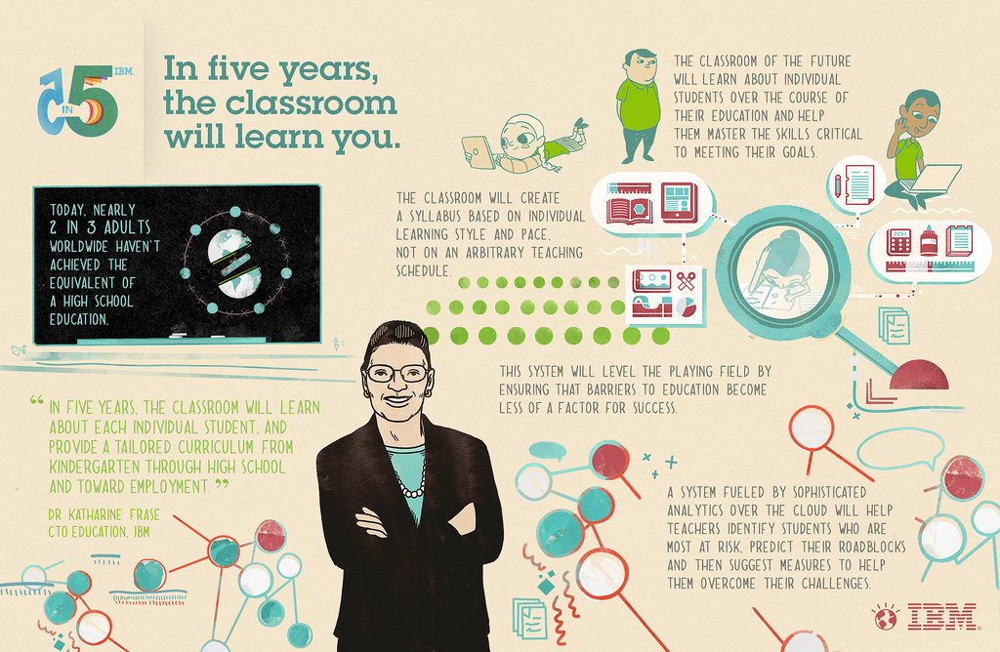 5 IN 5 IBM
In five years,
the classroom
will learn you.
TODAY, NEARLY
2 IN 3 ADULTS
WORLDWIDE HAVEN'T
ACHIEVED THE
EQUIVALENT OF
A HIGH SCHOOL
EDUCATION.
THE CLASSROOM OF THE FUTURE
WILL LEARN ABOUT INDIVIDUAL
STUDENTS OVER THE COURSE OF
THEIR EDUCATION AND HELP
THEM MASTER THE SKILLS CRITICAL
TO MEETING THEIR GOALS.
THE CLASSROOM WILL CREATE
A SYLLABUS BASED ON INDIVIDUAL
LEARNING STYLE AND PACE,
NOT ON AN ARBITRARY TEACHING
SCHEDULE.
THIS SYSTEM WILL LEVEL THE PLAYING FIELD BY
ENSURING THAT BARRIERS TO EDUCATION BECOME
LESS OF A FACTOR FOR SUCCESS.
“ IN FIVE YEARS, THE CLASSROOM WILL LEARN
ABOUT EACH INDIVIDUAL STUDENT, AND
PROVIDE A TAILORED CURRICULUM FROM
KINDERGARTEN THROUGH HIGH SCHOOL
AND TOWARD EMPLOYMENT. ”
DR KATHARINE FRASE
CTO EDUCATION, IBM
A SYSTEM FUELED BY SOPHISTICATED
ANALYTICS OVER THE CLOUD WILL HELP
TEACHERS IDENTIFY STUDENTS WHO ARE
MOST AT RISK, PREDICT THEIR ROADBLOCKS
AND THEN SUGGEST MEASURES TO HELP
THEM OVERCOME THEIR CHALLENGES.
IBM®